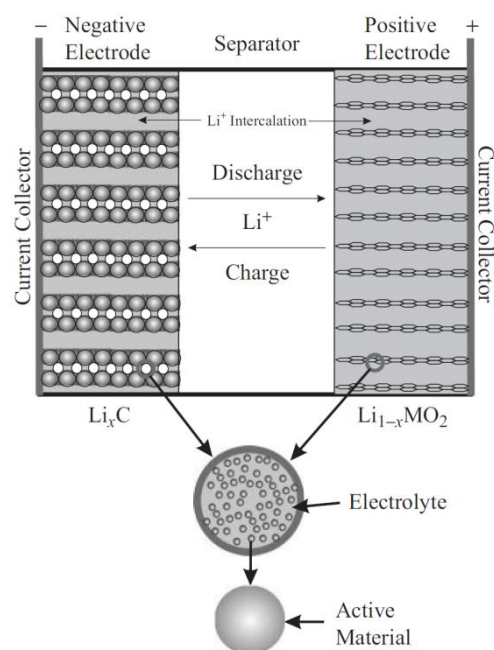 − Negative Electrode
Separator
Positive Electrode +
Current Collector
Li⁺ Intercalation
Discharge
Li⁺
Charge
Current Collector
LiₓC
Li₁₋ₓMO₂
Electrolyte
Active
Material